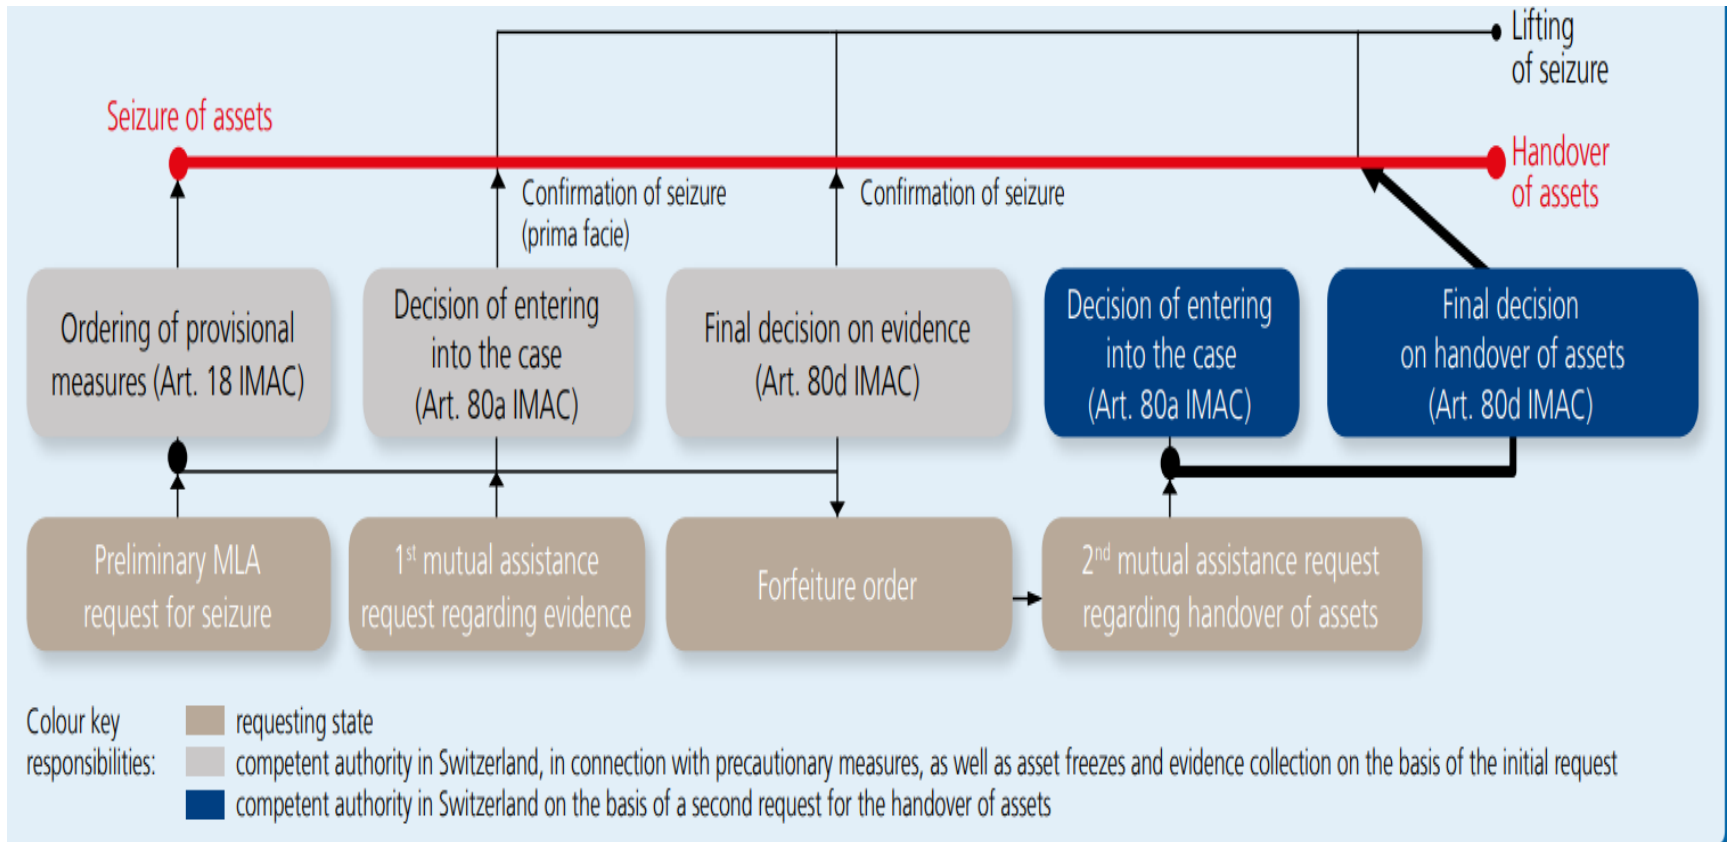 Lifting
of seizure
Seizure of assets
Handover
of assets
Confirmation of seizure
(prima facie)
Confirmation of seizure
Ordering of provisional
measures (Art. 18 IMAC)
Decision of entering
into the case
(Art. 80a IMAC)
Final decision on evidence
(Art. 80d IMAC)
Decision of entering
into the case
(Art. 80a IMAC)
Final decision
on handover of assets
(Art. 80d IMAC)
Preliminary MLA
request for seizure
1st mutual assistance
request regarding evidence
Forfeiture order
2nd mutual assistance request
regarding handover of assets
Colour key
responsibilities:
requesting state
competent authority in Switzerland, in connection with precautionary measures, as well as asset freezes and evidence collection on the basis of the initial request
competent authority in Switzerland on the basis of a second request for the handover of assets